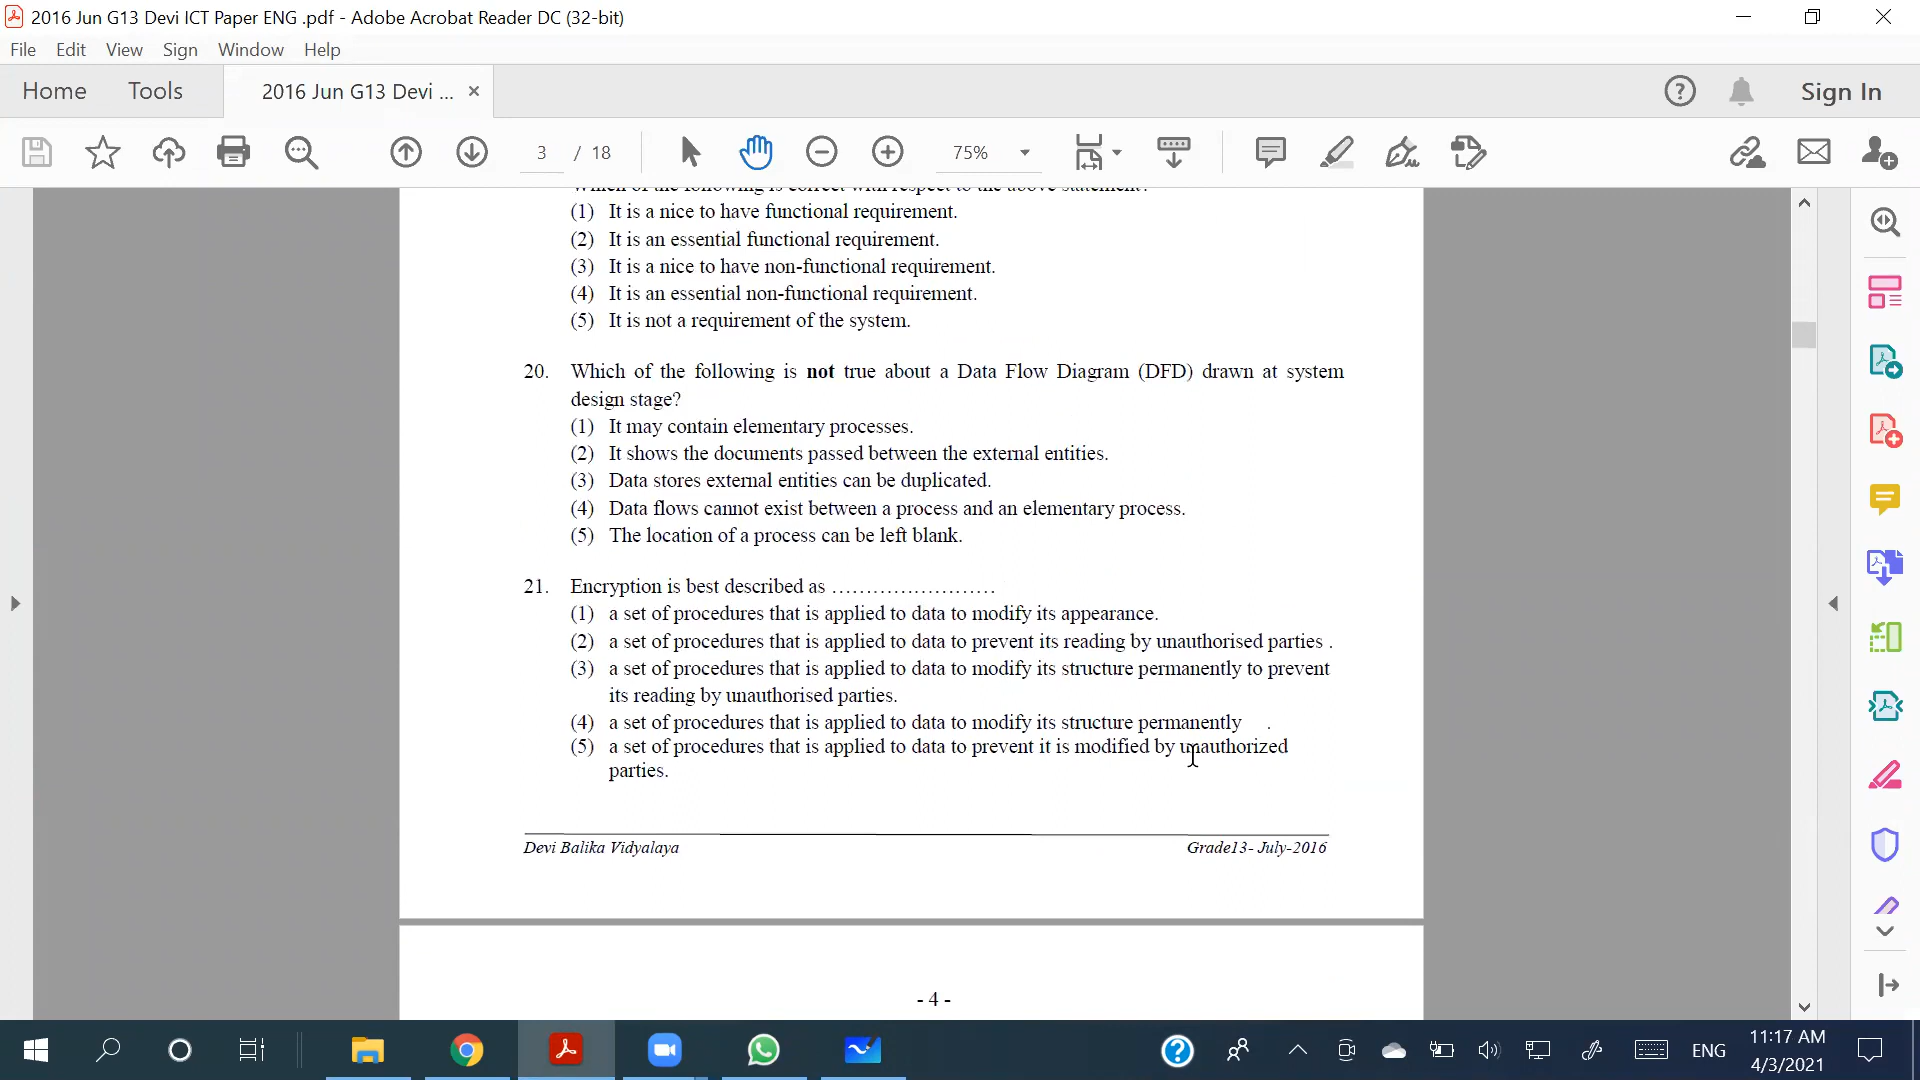 2016 Jun G13 Devi ICT Paper ENG .pdf - Adobe Acrobat Reader DC (32-bit)
File Edit View Sign Window Help
Home Tools 2016 Jun G13 Devi ... × Sign In
3 / 18 75%
Which of the following is correct with respect to the above statement?
(1) It is a nice to have functional requirement.
(2) It is an essential functional requirement.
(3) It is a nice to have non-functional requirement.
(4) It is an essential non-functional requirement.
(5) It is not a requirement of the system.
20. Which of the following is not true about a Data Flow Diagram (DFD) drawn at system
design stage?
(1) It may contain elementary processes.
(2) It shows the documents passed between the external entities.
(3) Data stores external entities can be duplicated.
(4) Data flows cannot exist between a process and an elementary process.
(5) The location of a process can be left blank.
21. Encryption is best described as ........................
(1) a set of procedures that is applied to data to modify its appearance.
(2) a set of procedures that is applied to data to prevent its reading by unauthorised parties .
(3) a set of procedures that is applied to data to modify its structure permanently to prevent
its reading by unauthorised parties.
(4) a set of procedures that is applied to data to modify its structure permanently .
(5) a set of procedures that is applied to data to prevent it is modified by unauthorized
parties.
Devi Balika Vidyalaya Grade13- July-2016
- 4 -
ENG 11:17 AM
4/3/2021